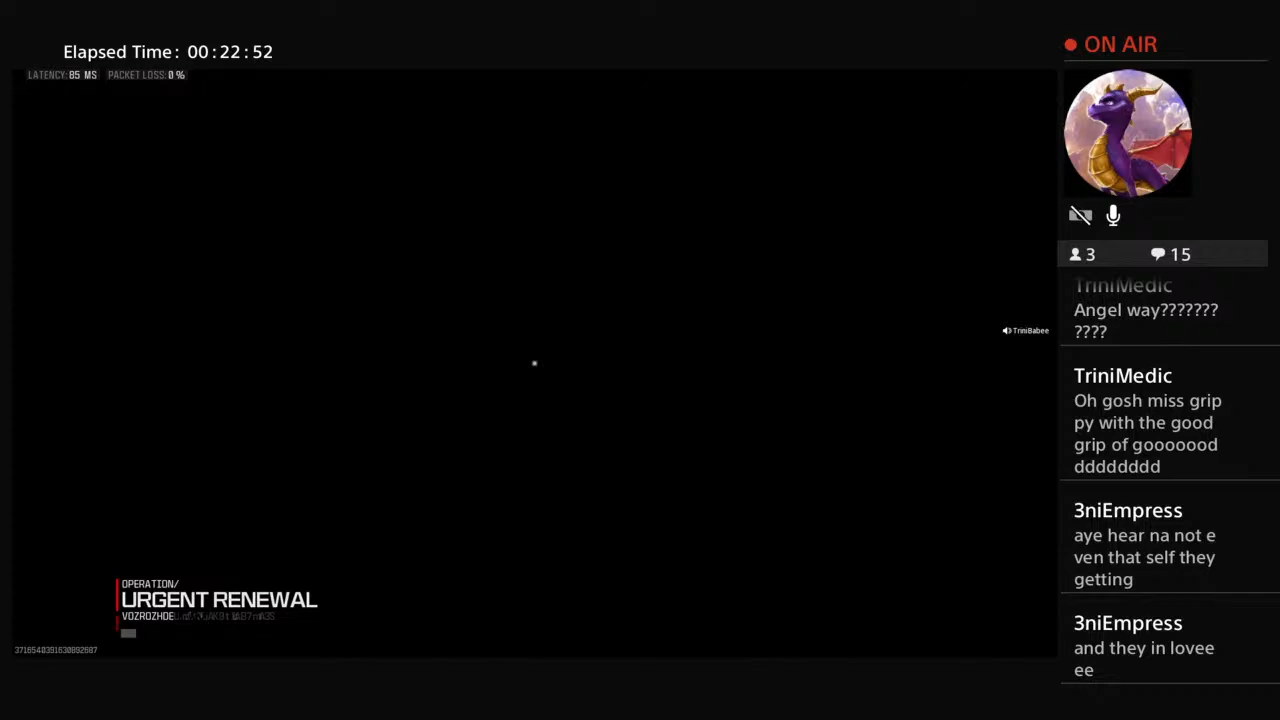 Elapsed Time: 00:22:52
ON AIR
LATENCY: 85 MS PACKET LOSS: 0 %
3 15
TriniMedic
Angel way???????
????
TriniBabee
TriniMedic
Oh gosh miss grip
py with the good
grip of gooooood
dddddddd
3niEmpress
aye hear na not e
ven that self they
getting
OPERATION/
URGENT RENEWAL
VOZROZHDE
3niEmpress
and they in lovee
ee
3716540391630892687